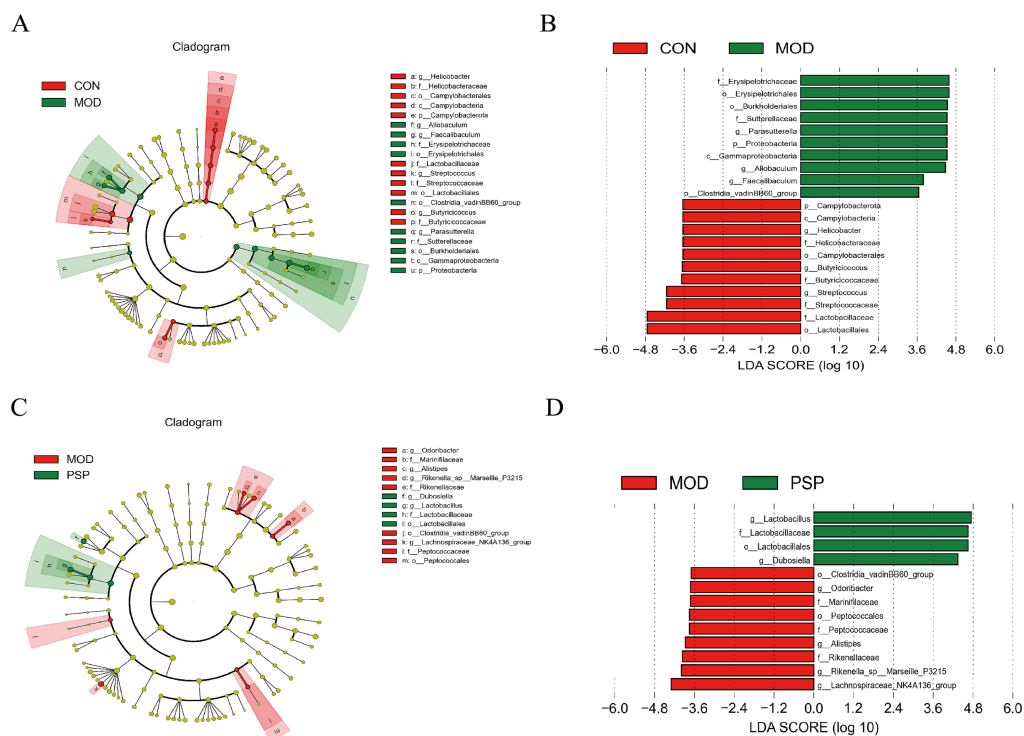 A
Cladogram
CON
MOD
a: g__Helicobacter
b: f__Helicobacteraceae
c: o__Campylobacterales
d: c__Campylobacteria
e: p__Campylobacterota
f: g__Allobaculum
g: g__Faecalibaculum
h: f__Erysipelotrichaceae
i: o__Erysipelotrichales
j: f__Lactobacillaceae
k: g__Streptococcus
l: f__Streptococcaceae
m: o__Lactobacillales
n: o__Clostridia_vadinBB60_group
o: g__Butyricicoccus
p: f__Butyricicoccaceae
q: g__Parasutterella
r: f__Sutterellaceae
s: o__Burkholderiales
t: c__Gammaproteobacteria
u: p__Proteobacteria
B
CON MOD
f__Erysipelotrichaceae
o__Erysipelotrichales
o__Burkholderiales
f__Sutterellaceae
g__Parasutterella
p__Proteobacteria
c__Gammaproteobacteria
g__Allobaculum
g__Faecalibaculum
o__Clostridia_vadinBB60_group
p__Campylobacterota
c__Campylobacteria
g__Helicobacter
f__Helicobacteraceae
o__Campylobacterales
g__Butyricicoccus
f__Butyricicoccaceae
g__Streptococcus
f__Streptococcaceae
f__Lactobacillaceae
o__Lactobacillales
−6.0 −4.8 −3.6 −2.4 −1.2 0.0 1.2 2.4 3.6 4.8 6.0
LDA SCORE (log 10)
C
Cladogram
MOD
PSP
a: g__Odoribacter
b: f__Marinifilaceae
c: g__Alistipes
d: g__Rikenella_sp__Marseille_P3215
e: f__Rikenellaceae
f: g__Dubosiella
g: g__Lactobacillus
h: f__Lactobacillaceae
i: o__Lactobacillales
j: o__Clostridia_vadinBB60_group
k: g__Lachnospiraceae_NK4A136_group
l: f__Peptococcaceae
m: o__Peptococcales
D
MOD PSP
g__Lactobacillus
f__Lactobacillaceae
o__Lactobacillales
g__Dubosiella
o__Clostridia_vadinBB60_group
g__Odoribacter
f__Marinifilaceae
o__Peptococcales
f__Peptococcaceae
g__Alistipes
f__Rikenellaceae
g__Rikenella_sp__Marseille_P3215
g__Lachnospiraceae_NK4A136_group
−6.0 −4.8 −3.6 −2.4 −1.2 0.0 1.2 2.4 3.6 4.8 6.0
LDA SCORE (log 10)